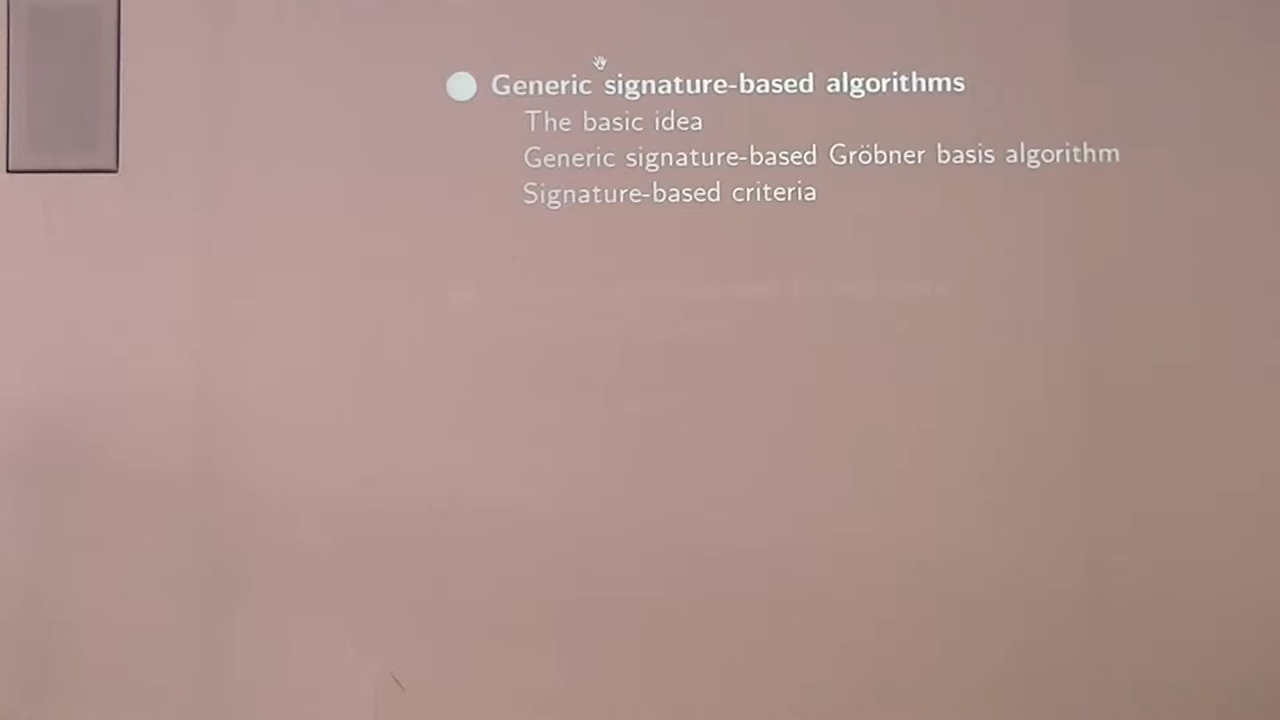 Generic signature-based algorithms
The basic idea
Generic signature-based Gröbner basis algorithm
Signature-based criteria